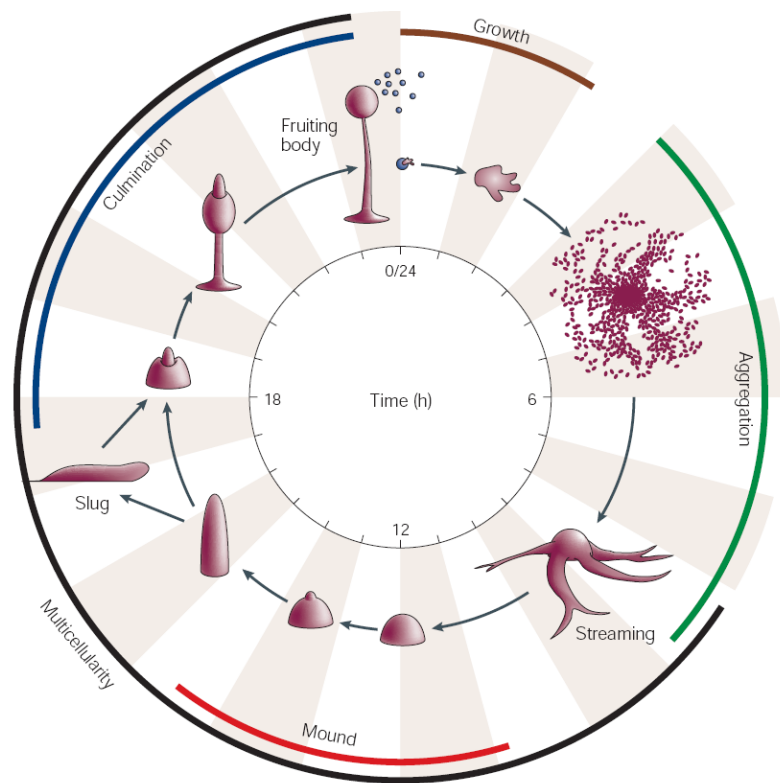 Growth
Fruiting
body
Culmination
0/24
Aggregation
18
Time (h)
6
Slug
12
Streaming
Multicellularity
Mound